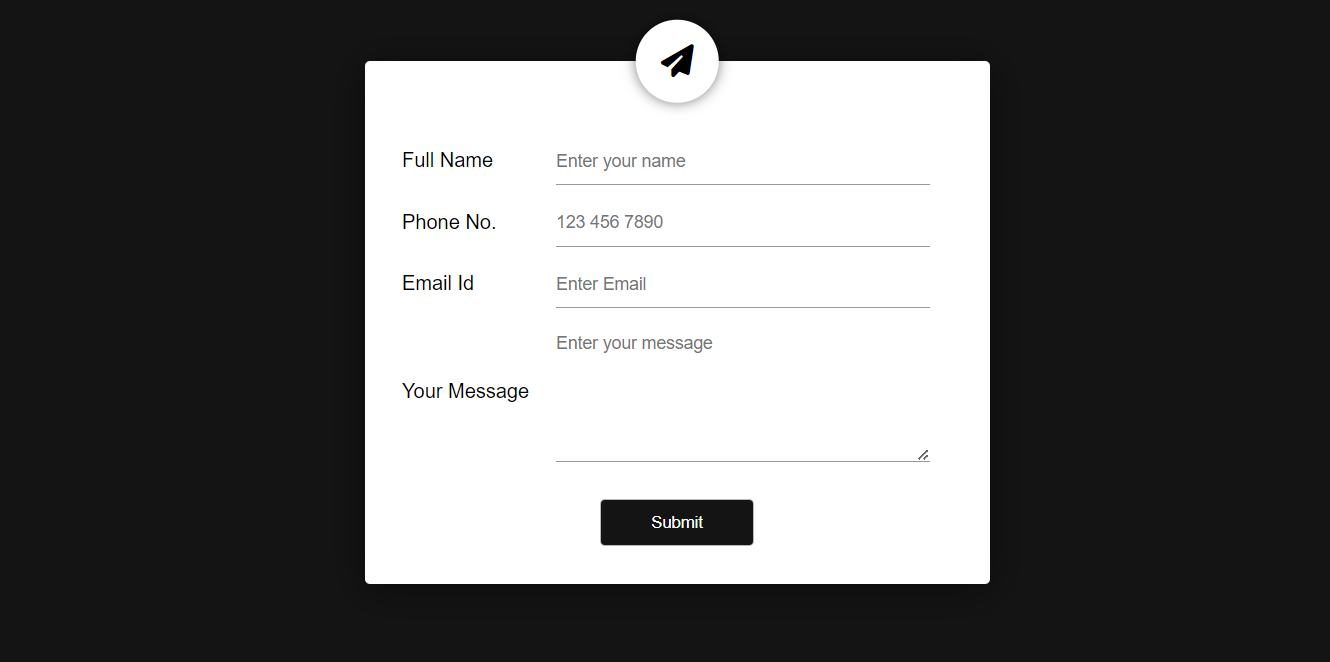 Full Name Enter your name
Phone No. 123 456 7890
Email Id Enter Email
Enter your message
Your Message
Submit